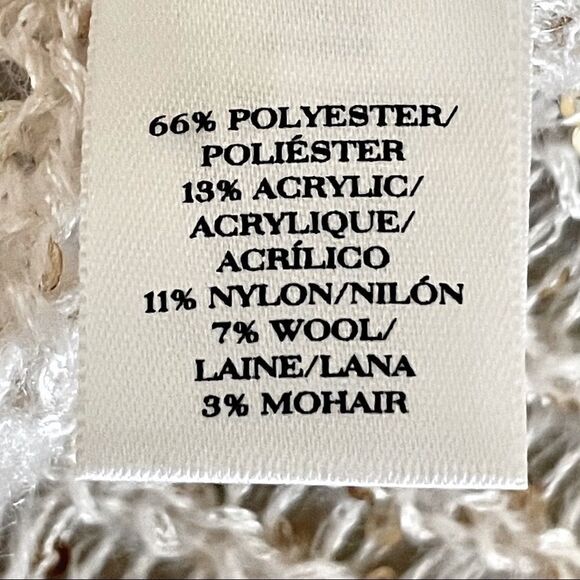 66% POLYESTER/
POLIÉSTER
13% ACRYLIC/
ACRYLIQUE/
ACRÍLICO
11% NYLON/NILÓN
7% WOOL/
LAINE/LANA
3% MOHAIR